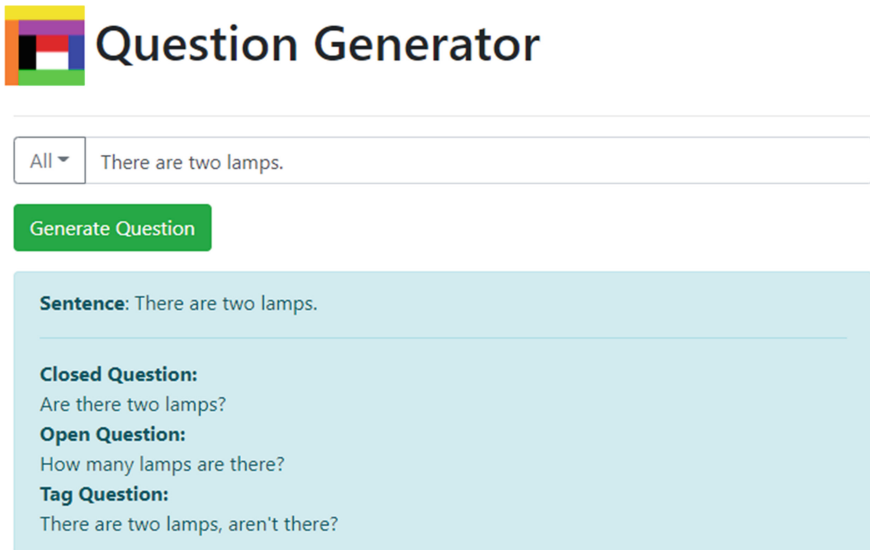 Question Generator
All There are two lamps.
Generate Question
Sentence: There are two lamps.
Closed Question:
Are there two lamps?
Open Question:
How many lamps are there?
Tag Question:
There are two lamps, aren't there?